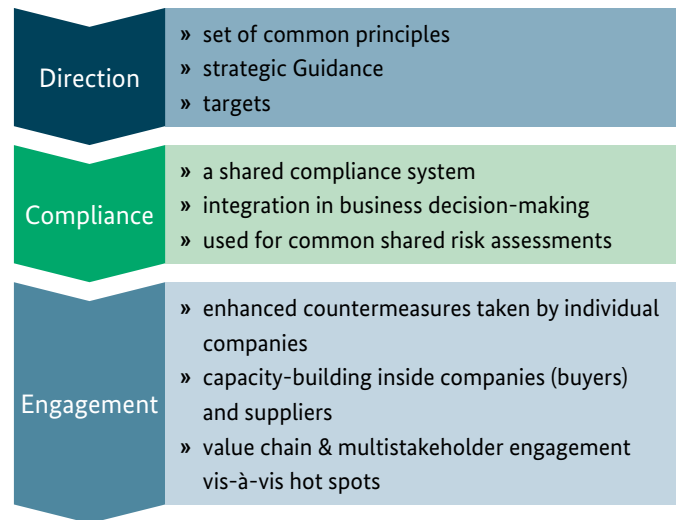 Direction
» set of common principles
» strategic Guidance
» targets
Compliance
» a shared compliance system
» integration in business decision-making
» used for common shared risk assessments
Engagement
» enhanced countermeasures taken by individual
companies
» capacity-building inside companies (buyers)
and suppliers
» value chain & multistakeholder engagement
vis-à-vis hot spots